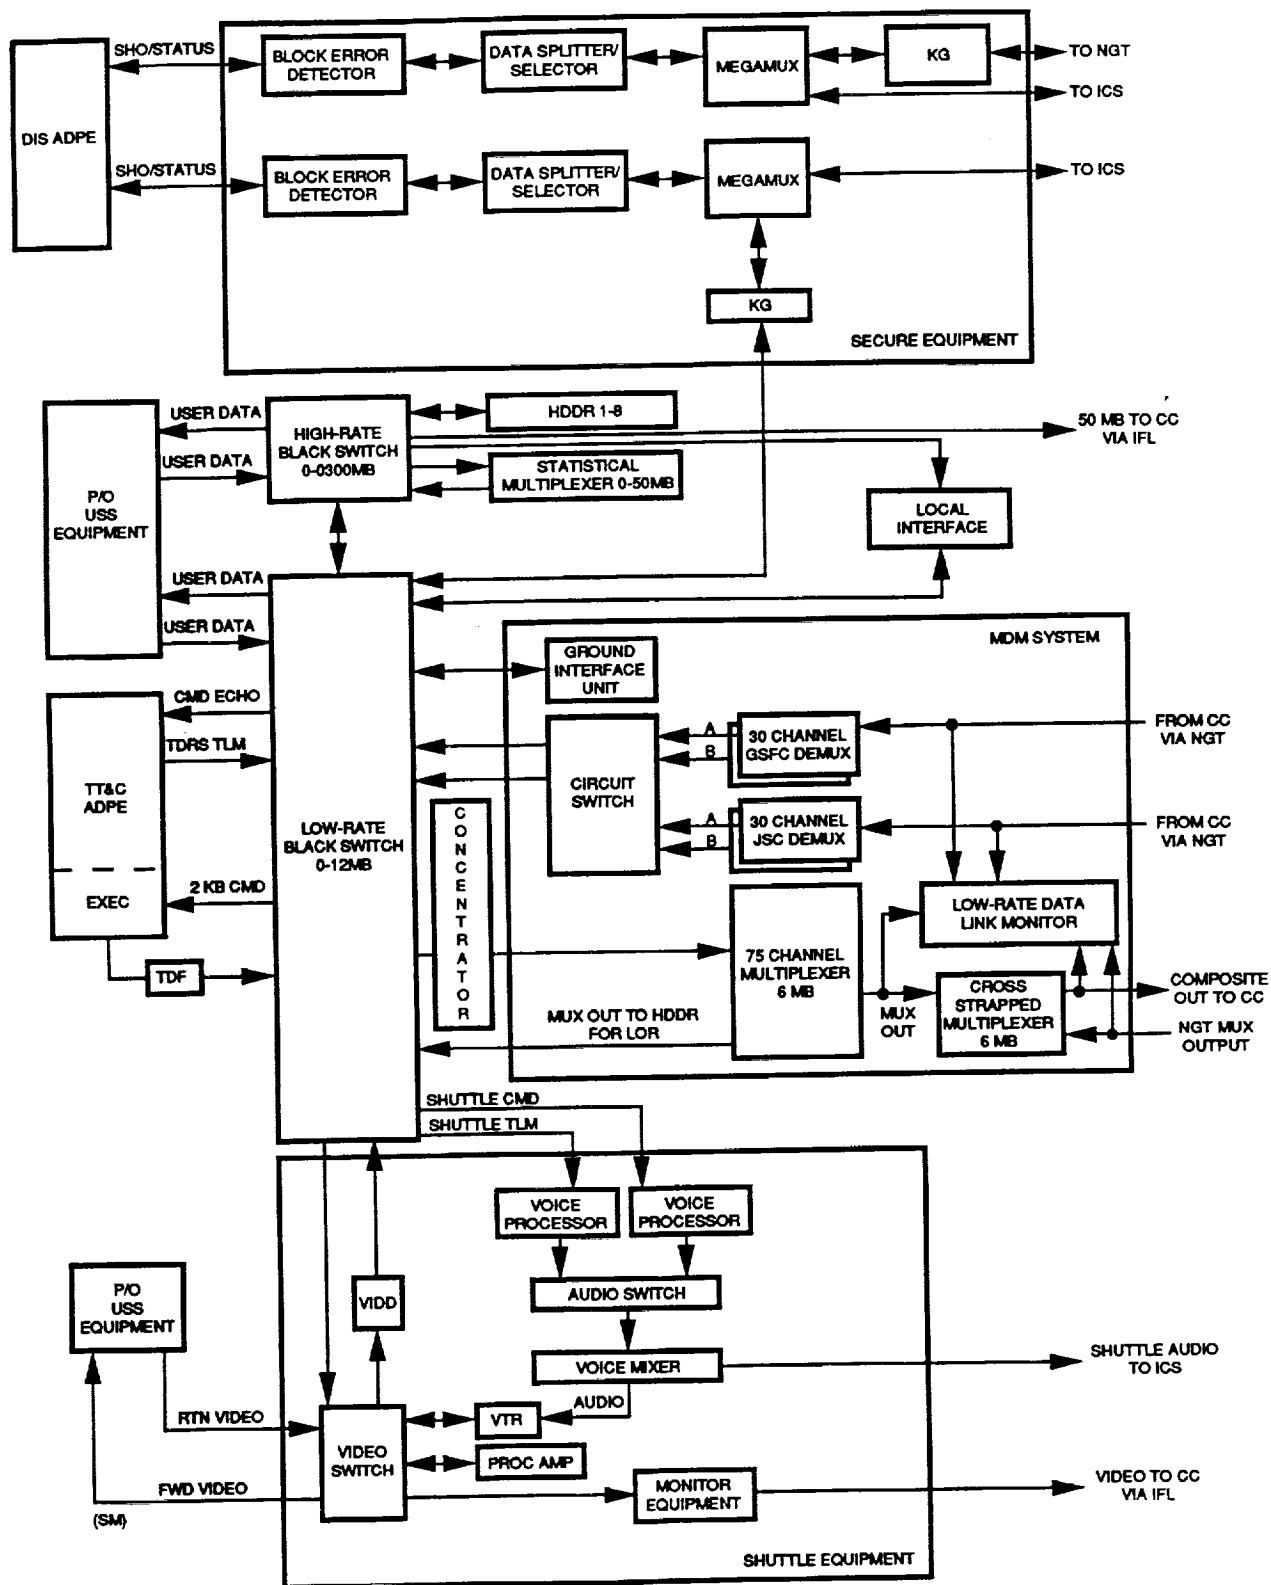 SHO/STATUS
BLOCK ERROR
DETECTOR
DATA SPLITTER/
SELECTOR
MEGAMUX
KG
TO NGT
TO ICS
DIS ADPE
SHO/STATUS
BLOCK ERROR
DETECTOR
DATA SPLITTER/
SELECTOR
MEGAMUX
TO ICS
KG
SECURE EQUIPMENT
USER DATA
HIGH-RATE
BLACK SWITCH
0-0300MB
HDDR 1-8
50 MB TO CC
VIA IFL
USER DATA
STATISTICAL
MULTIPLEXER 0-50MB
P/O
USS
EQUIPMENT
LOCAL
INTERFACE
USER DATA
USER DATA
MDM SYSTEM
GROUND
INTERFACE
UNIT
CMD ECHO
TDRS TLM
TT&C
ADPE
EXEC
2 KB CMD
TDF
LOW-RATE
BLACK SWITCH
0-12MB
CONCENTRATOR
CIRCUIT
SWITCH
A
B
30 CHANNEL
GSFC DEMUX
FROM CC
VIA NGT
A
B
30 CHANNEL
JSC DEMUX
FROM CC
VIA NGT
LOW-RATE DATA
LINK MONITOR
75 CHANNEL
MULTIPLEXER
6 MB
MUX
OUT
CROSS
STRAPPED
MULTIPLEXER
6 MB
COMPOSITE
OUT TO CC
NGT MUX
OUTPUT
MUX OUT TO HDDR
FOR LOR
SHUTTLE CMD
SHUTTLE TLM
VOICE
PROCESSOR
VOICE
PROCESSOR
P/O
USS
EQUIPMENT
VIDD
AUDIO SWITCH
VOICE MIXER
SHUTTLE AUDIO
TO ICS
AUDIO
RTN VIDEO
VIDEO
SWITCH
VTR
PROC AMP
FWD VIDEO
(SM)
MONITOR
EQUIPMENT
VIDEO TO CC
VIA IFL
SHUTTLE EQUIPMENT